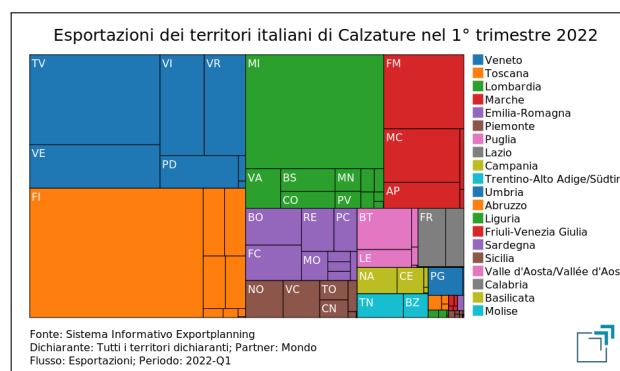 Esportazioni dei territori italiani di Calzature nel 1° trimestre 2022
TV
VI
VR
MI
FM
VE
PD
MC
VA
BS
MN
CO
PV
AP
FI
BO
RE
PC
BT
FR
FC
MO
LE
NO
VC
TO
CN
NA
CE
PG
TN
BZ
Veneto
Toscana
Lombardia
Marche
Emilia-Romagna
Piemonte
Puglia
Lazio
Campania
Trentino-Alto Adige/Südtir
Umbria
Abruzzo
Liguria
Friuli-Venezia Giulia
Sardegna
Sicilia
Valle d'Aosta/Vallée d'Aos
Calabria
Basilicata
Molise
Fonte: Sistema Informativo Exportplanning
Dichiarante: Tutti i territori dichiaranti; Partner: Mondo
Flusso: Esportazioni; Periodo: 2022-Q1